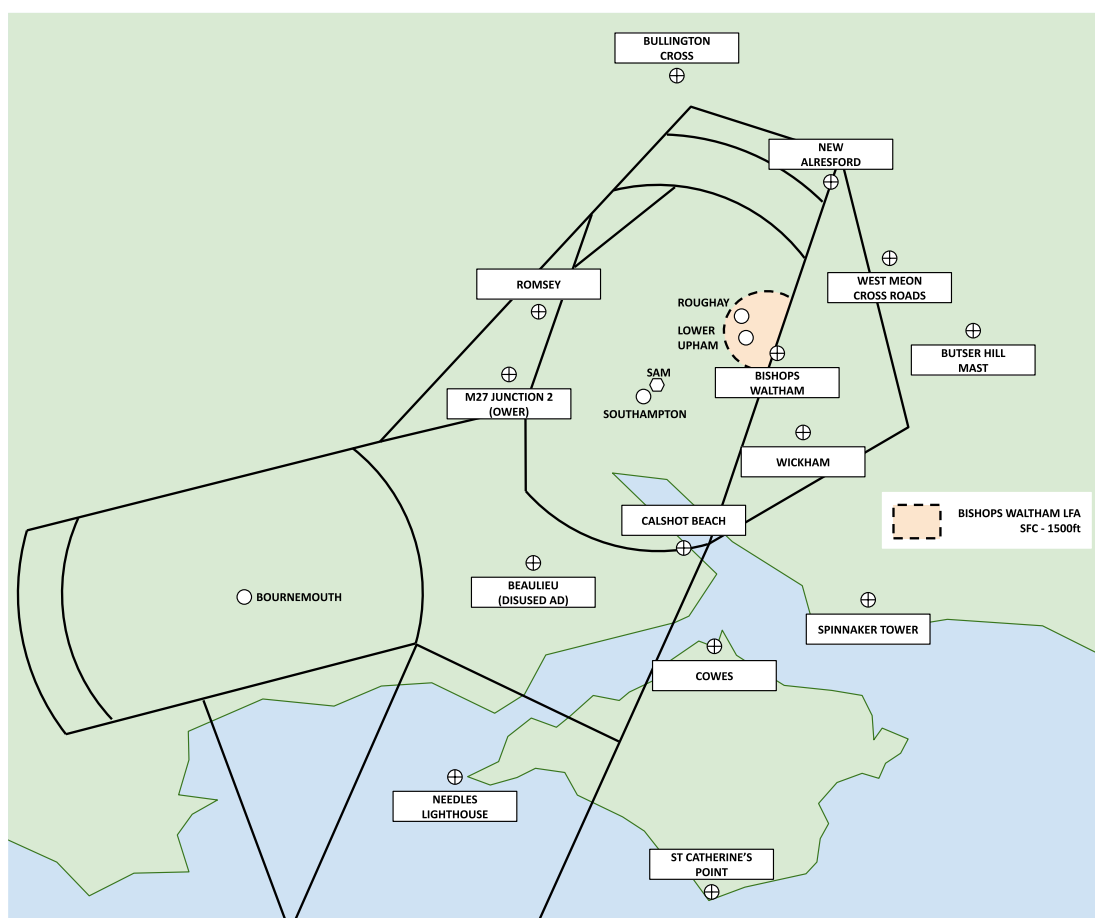 BULLINGTON
CROSS
NEW
ALRESFORD
WEST MEON
CROSS ROADS
ROMSEY
ROUGHAY
LOWER
UPHAM
BUTSER HILL
MAST
SAM
BISHOPS
WALTHAM
M27 JUNCTION 2
(OWER)
SOUTHAMPTON
WICKHAM
CALSHOT BEACH
BISHOPS WALTHAM LFA
SFC - 1500ft
BEAULIEU
(DISUSED AD)
BOURNEMOUTH
SPINNAKER TOWER
COWES
NEEDLES
LIGHTHOUSE
ST CATHERINE'S
POINT